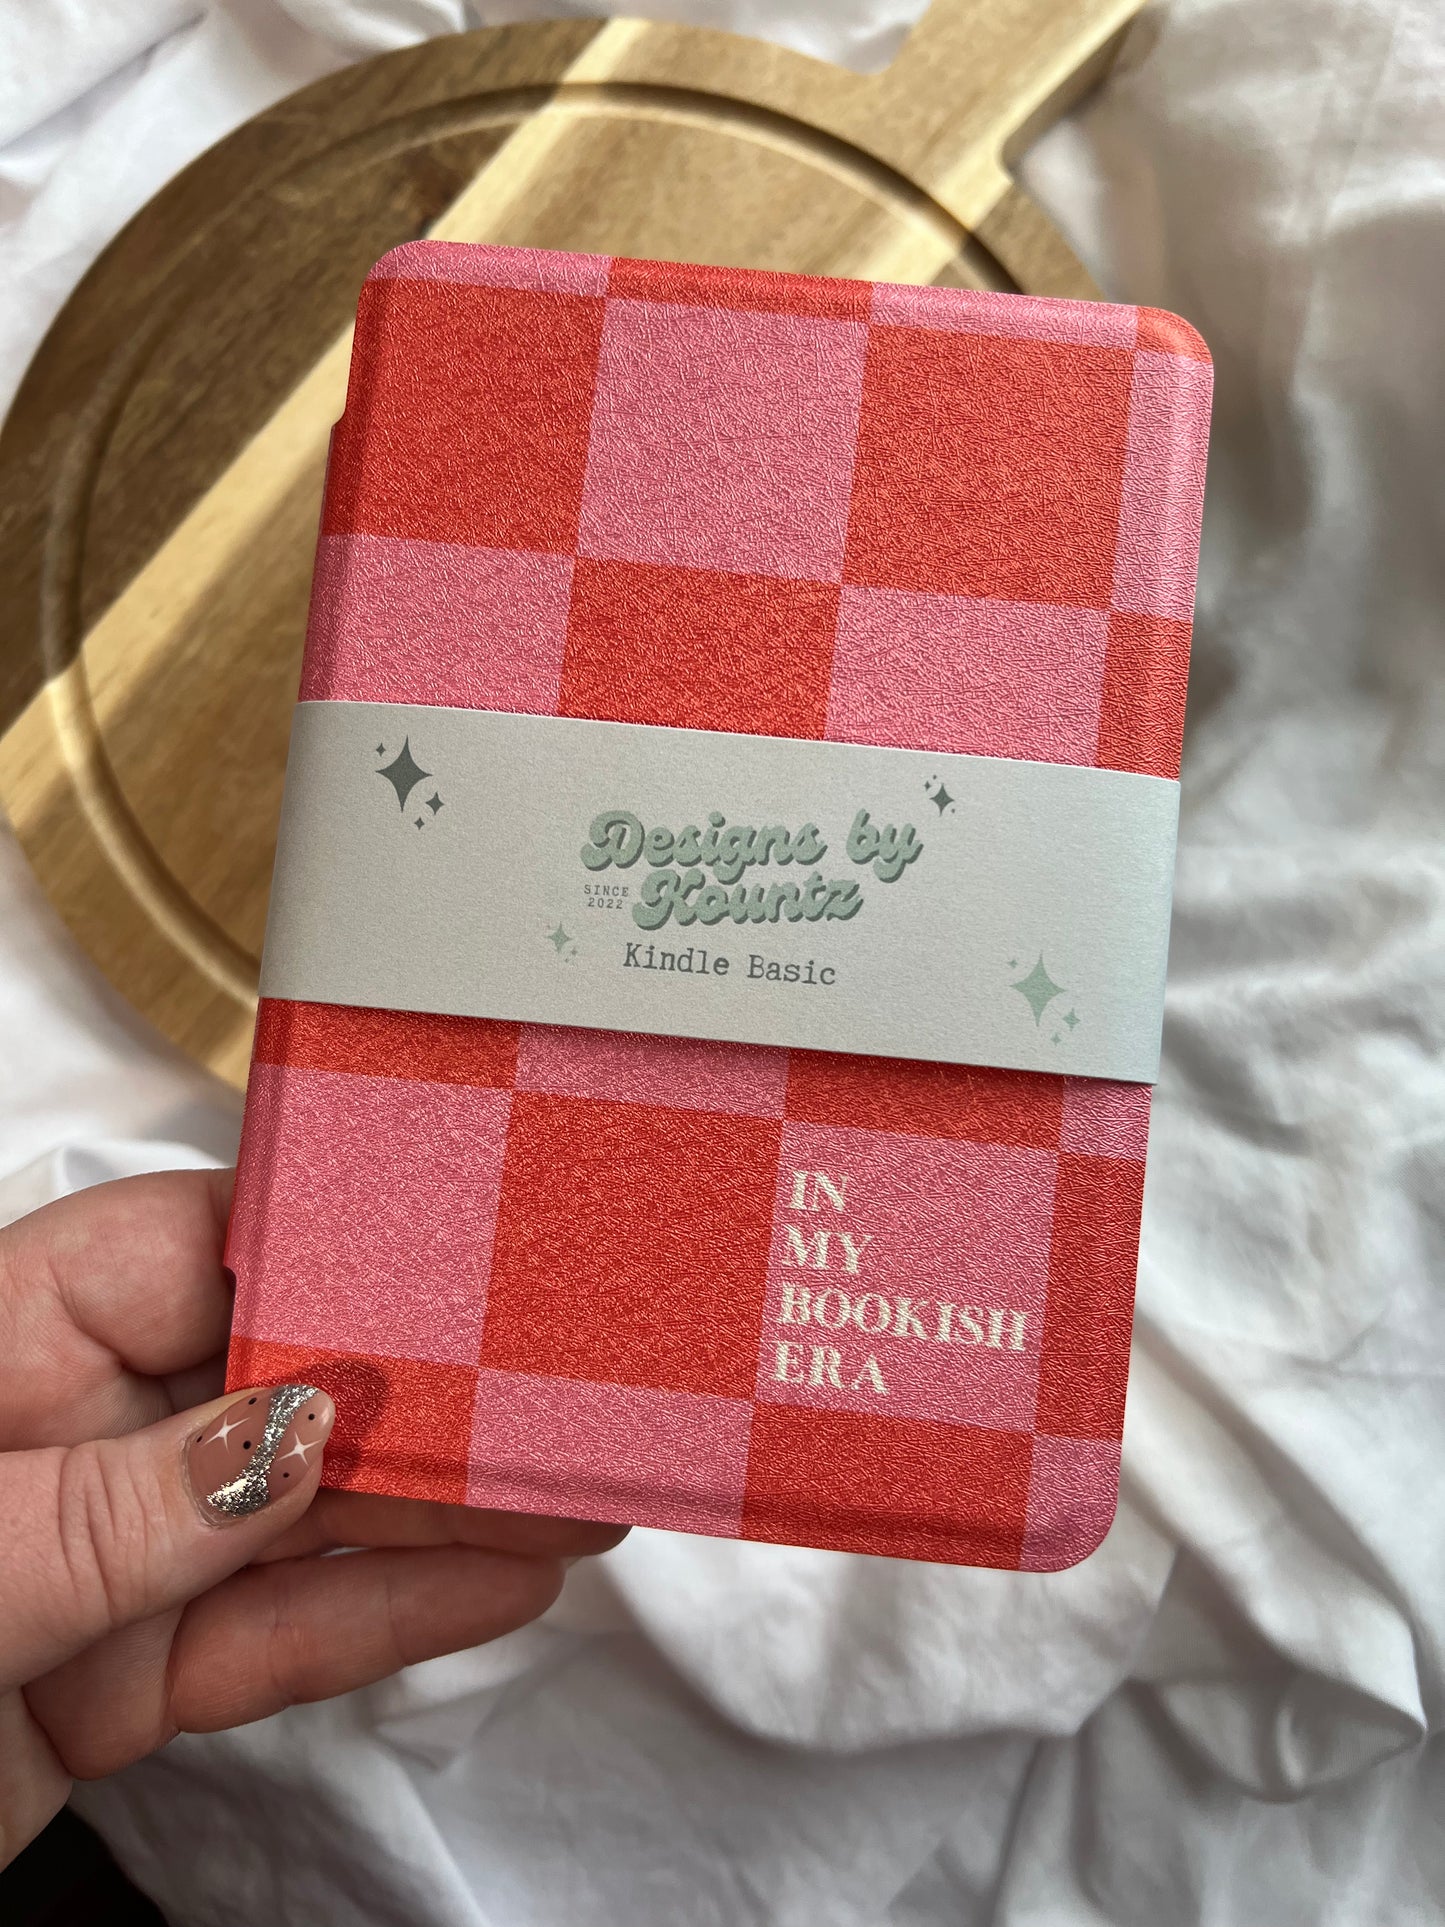 Designs by
SINCE
2022
Kountz
Kindle Basic
IN
MY
BOOKISH
ERA